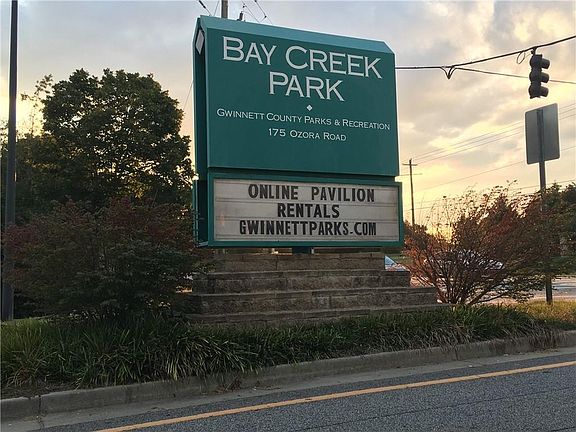 BAY CREEK
PARK
GWINNETT COUNTY PARKS & RECREATION
175 OZORA ROAD
ONLINE PAVILION
RENTALS
GWINNETTPARKS.COM